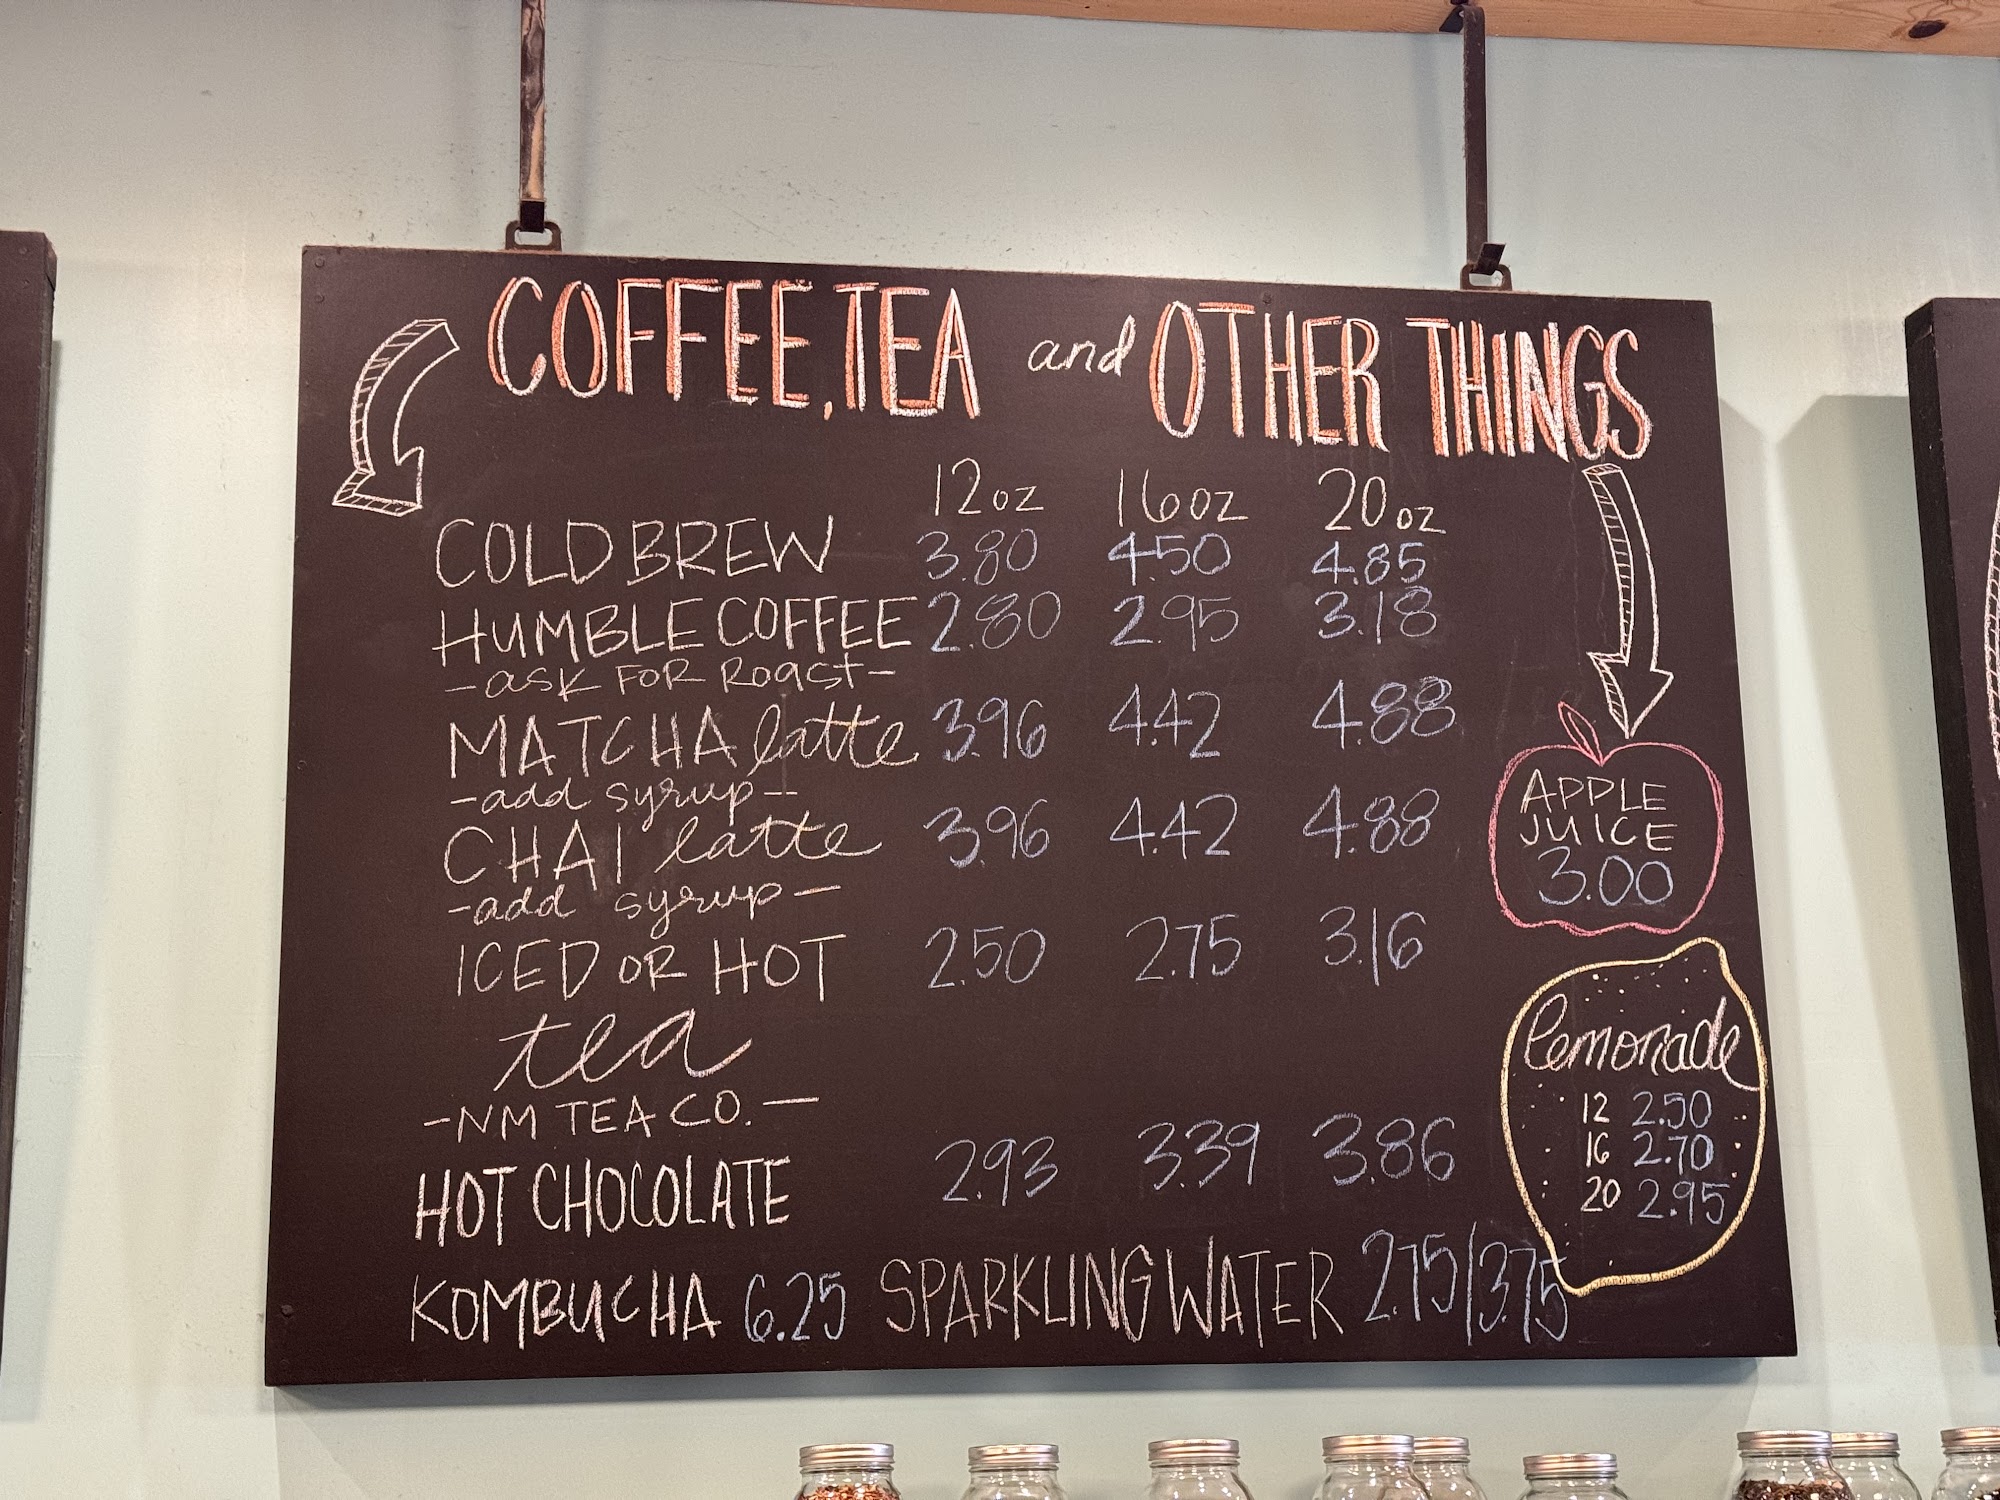 COFFEE, TEA and OTHER THINGS
12oz 16oz 20oz
COLD BREW 3.80 4.50 4.85
HUMBLE COFFEE 2.80 2.95 3.18
-ask FOR Roast-
MATCHA latte 3.96 4.42 4.88
-add syrup-
CHAI latte 3.96 4.42 4.88
-add syrup-
ICED OR HOT 2.50 2.75 3.16
tea
-NM TEA CO.-
HOT CHOCOLATE 2.93 3.39 3.86
KOMBUCHA 6.25 SPARKLING WATER 2.75/3.75
APPLE
JUICE
3.00
lemonade
12 2.50
16 2.70
20 2.95